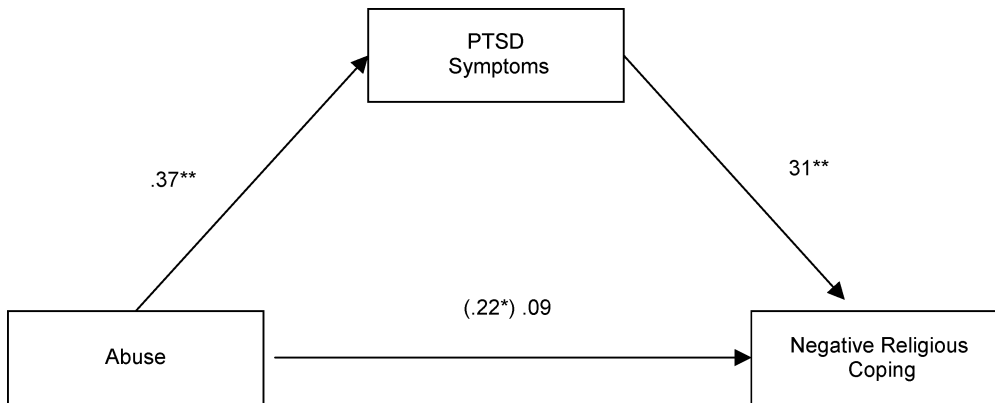 PTSD
Symptoms
.37**
31**
(.22*) .09
Abuse
Negative Religious
Coping